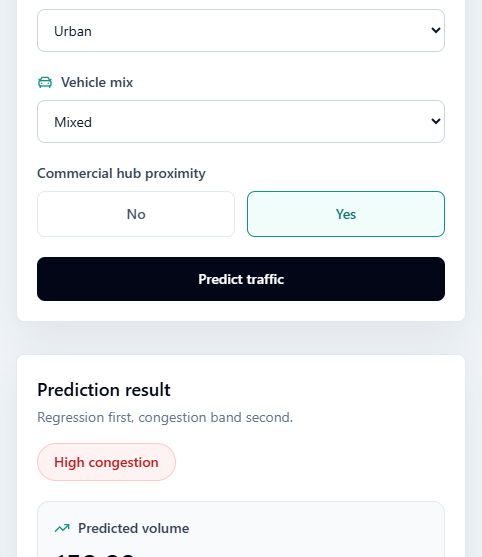 Urban
Vehicle mix
Mixed
Commercial hub proximity
No
Yes
Predict traffic
Prediction result
Regression first, congestion band second.
High congestion
Predicted volume